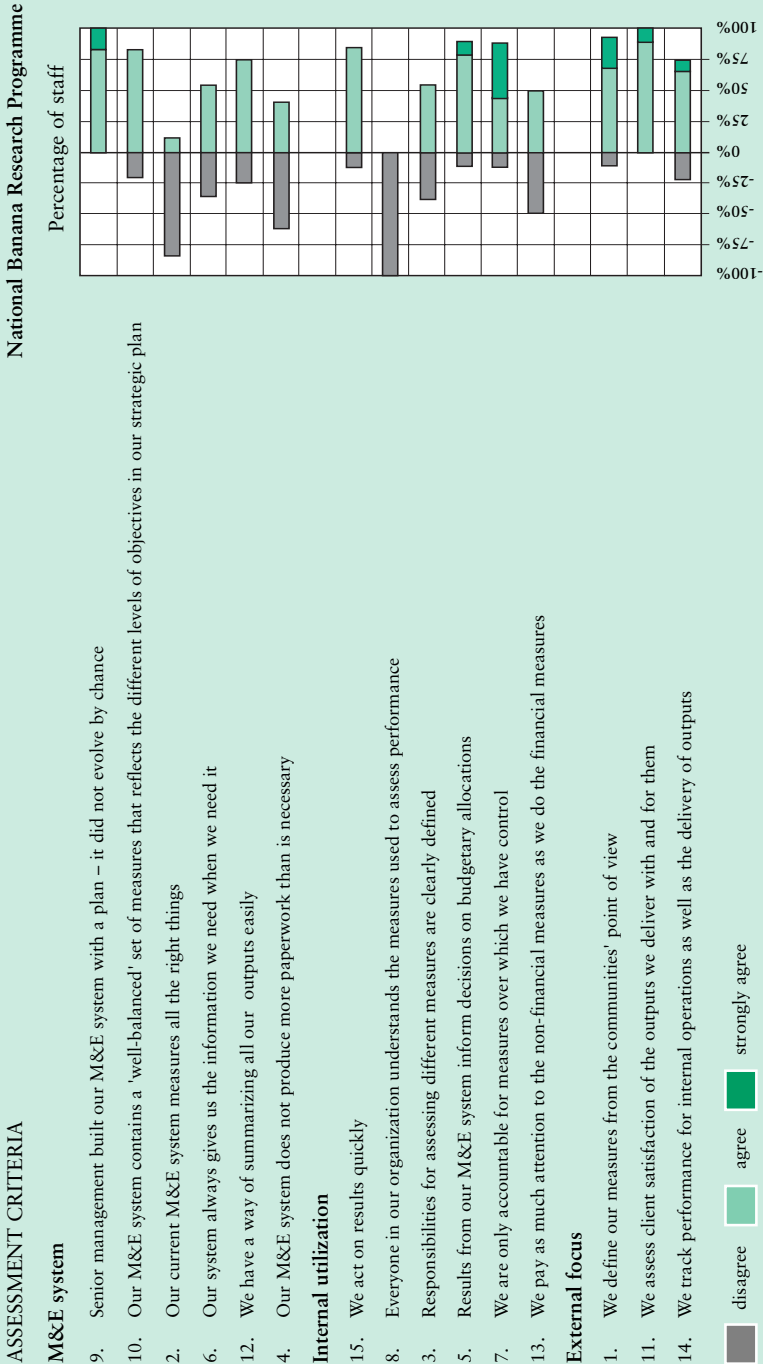 National Banana Research Programme
ASSESSMENT CRITERIA
Percentage of staff
M&E system
9. Senior management built our M&E system with a plan – it did not evolve by chance
10. Our M&E system contains a 'well-balanced' set of measures that reflects the different levels of objectives in our strategic plan
2. Our current M&E system measures all the right things
6. Our system always gives us the information we need when we need it
12. We have a way of summarizing all our outputs easily
4. Our M&E system does not produce more paperwork than is necessary
Internal utilization
15. We act on results quickly
8. Everyone in our organization understands the measures used to assess performance
3. Responsibilities for assessing different measures are clearly defined
5. Results from our M&E system inform decisions on budgetary allocations
7. We are only accountable for measures over which we have control
13. We pay as much attention to the non-financial measures as we do the financial measures
External focus
1. We define our measures from the communities' point of view
11. We assess client satisfaction of the outputs we deliver with and for them
14. We track performance for internal operations as well as the delivery of outputs
-100% -75% -50% -25% 0% 25% 50% 75% 100%
disagree agree strongly agree